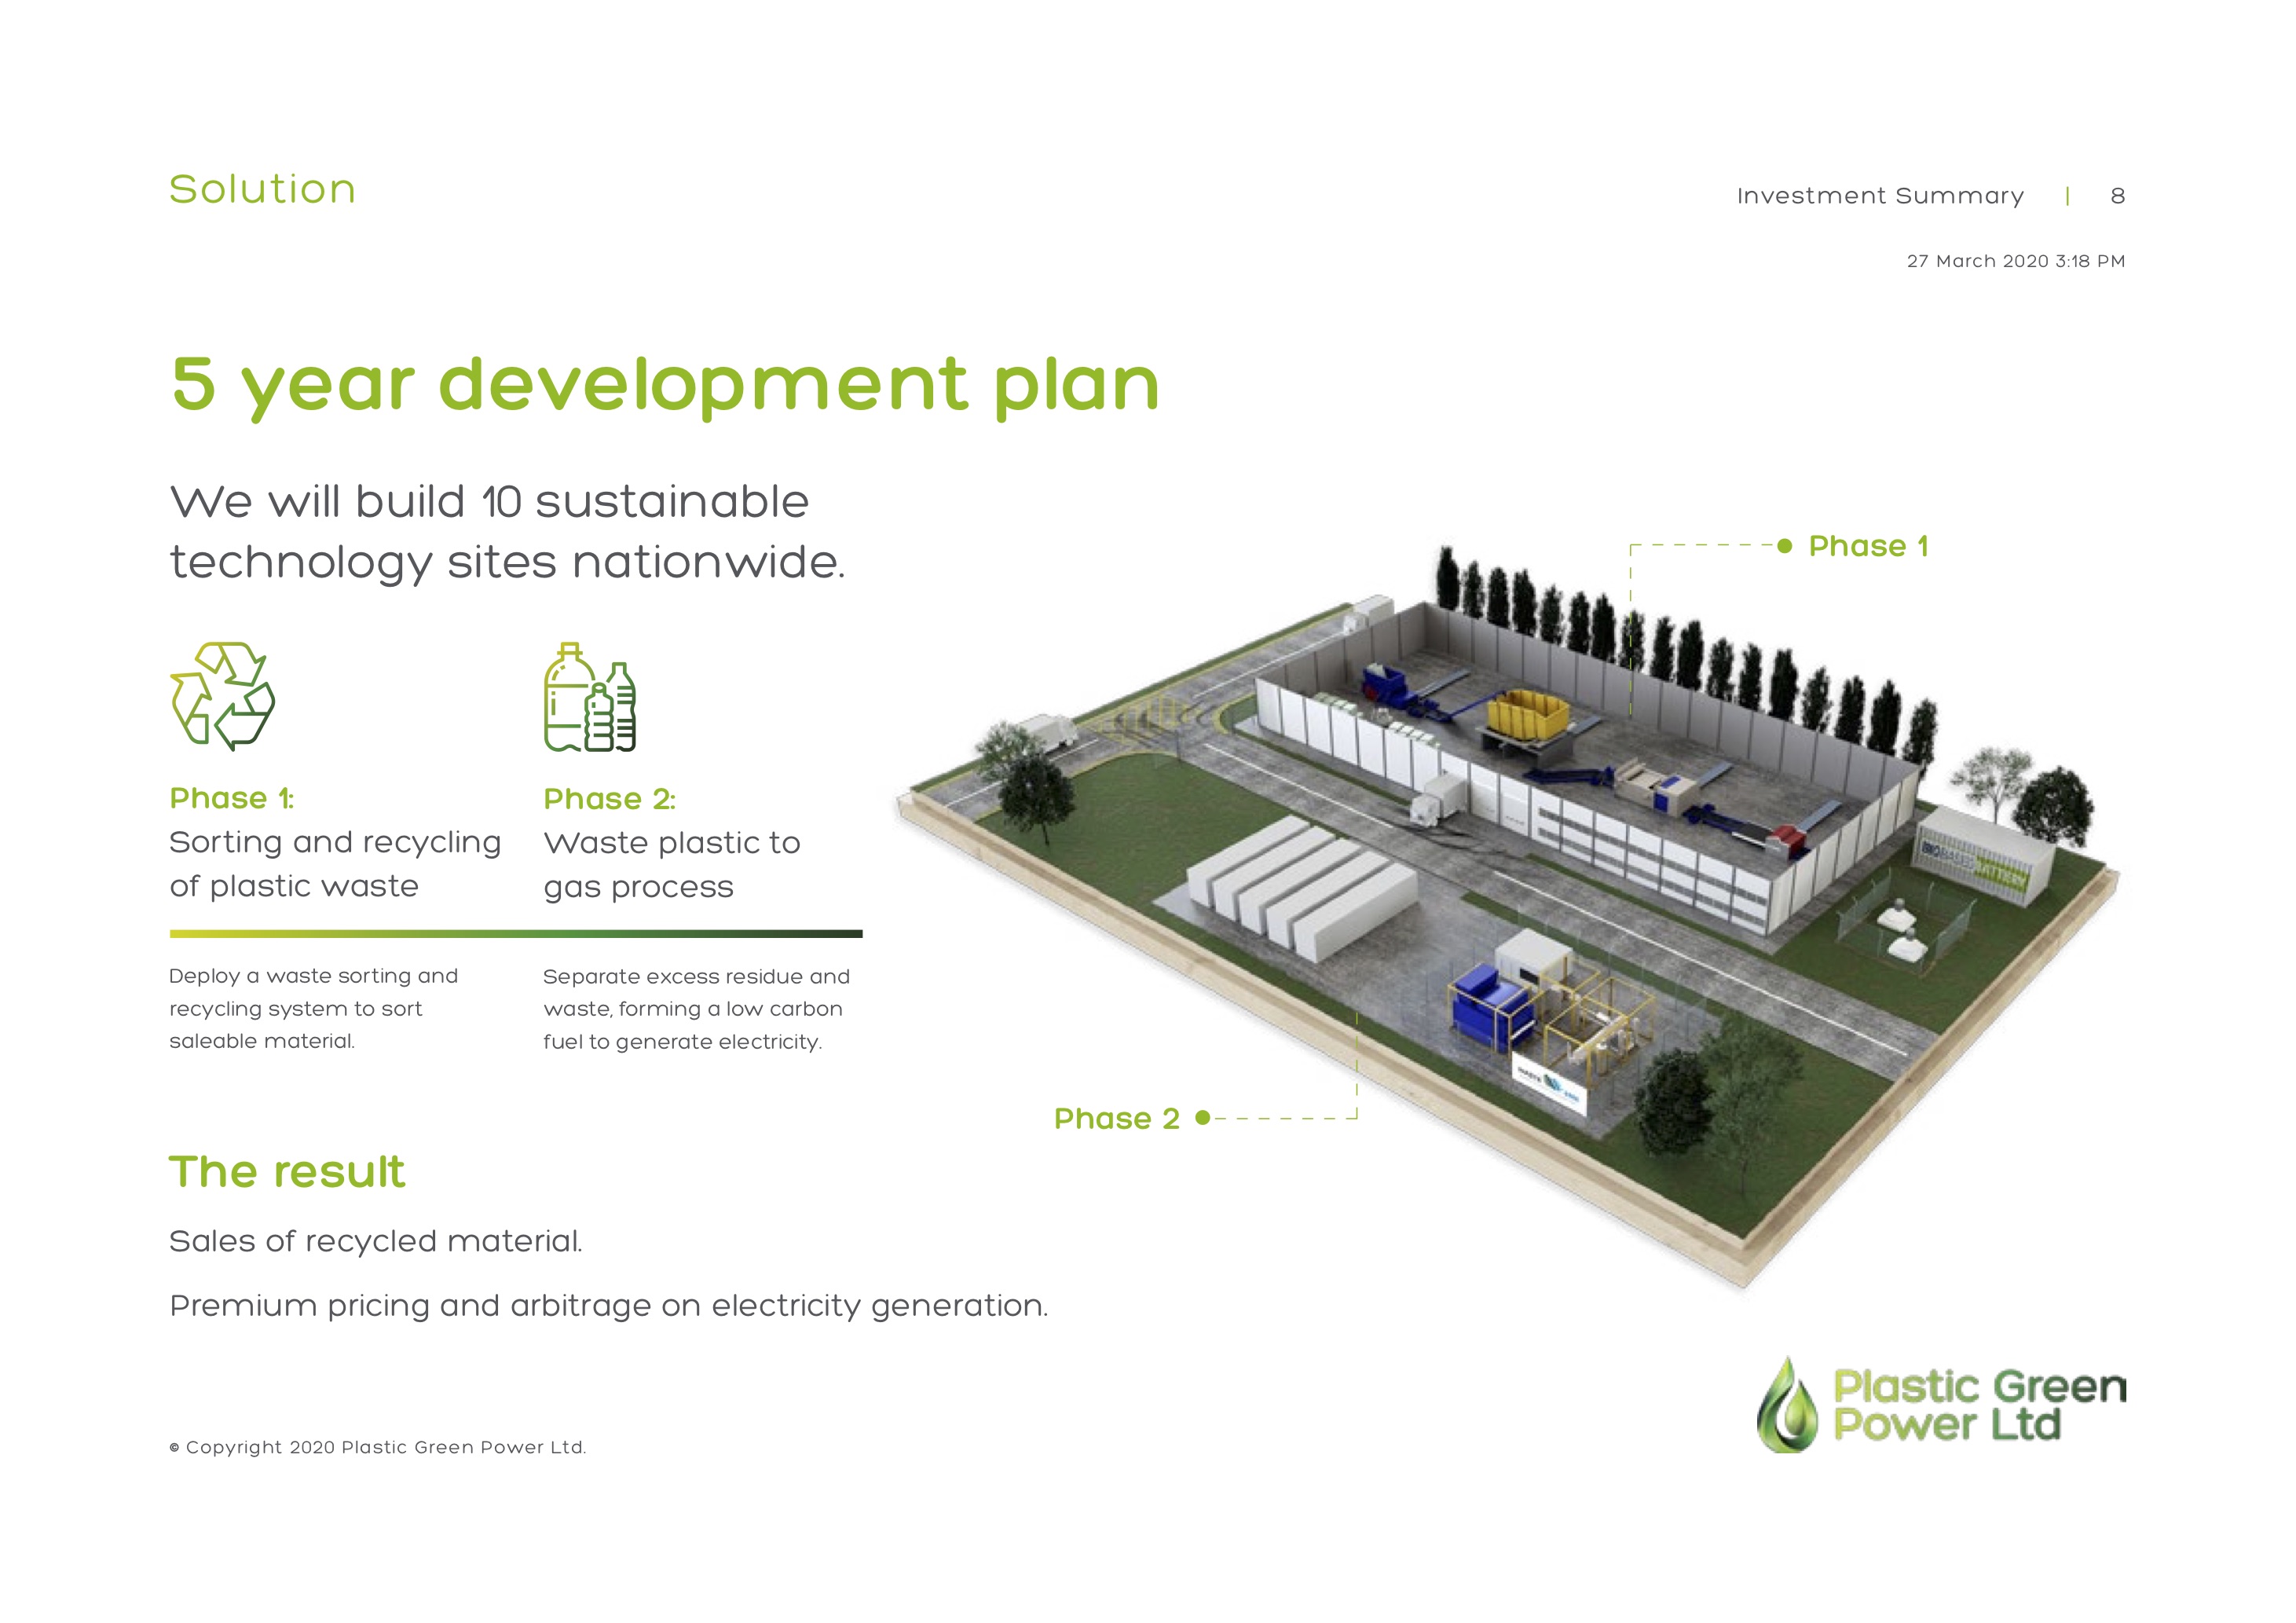 Solution
Investment Summary | 8
27 March 2020 3:18 PM
5 year development plan
We will build 10 sustainable
technology sites nationwide.
Phase 1:
Sorting and recycling
of plastic waste
Phase 2:
Waste plastic to
gas process
Deploy a waste sorting and
recycling system to sort
saleable material.
Separate excess residue and
waste, forming a low carbon
fuel to generate electricity.
Phase 1
BIOBASED BATTERY
Phase 2
The result
Sales of recycled material.
Premium pricing and arbitrage on electricity generation.
Plastic Green
Power Ltd
© Copyright 2020 Plastic Green Power Ltd.